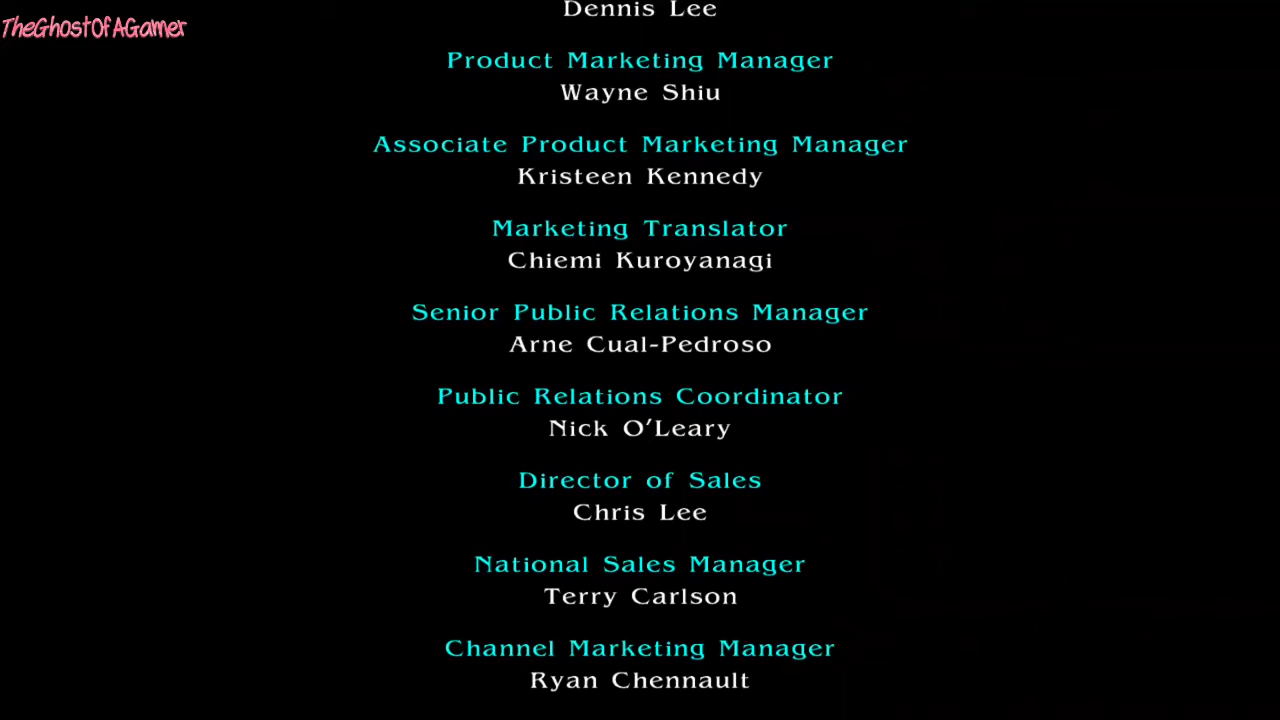 TheGhostOfAGamer
Dennis Lee
Product Marketing Manager
Wayne Shiu
Associate Product Marketing Manager
Kristeen Kennedy
Marketing Translator
Chiemi Kuroyanagi
Senior Public Relations Manager
Arne Cual-Pedroso
Public Relations Coordinator
Nick O'Leary
Director of Sales
Chris Lee
National Sales Manager
Terry Carlson
Channel Marketing Manager
Ryan Chennault